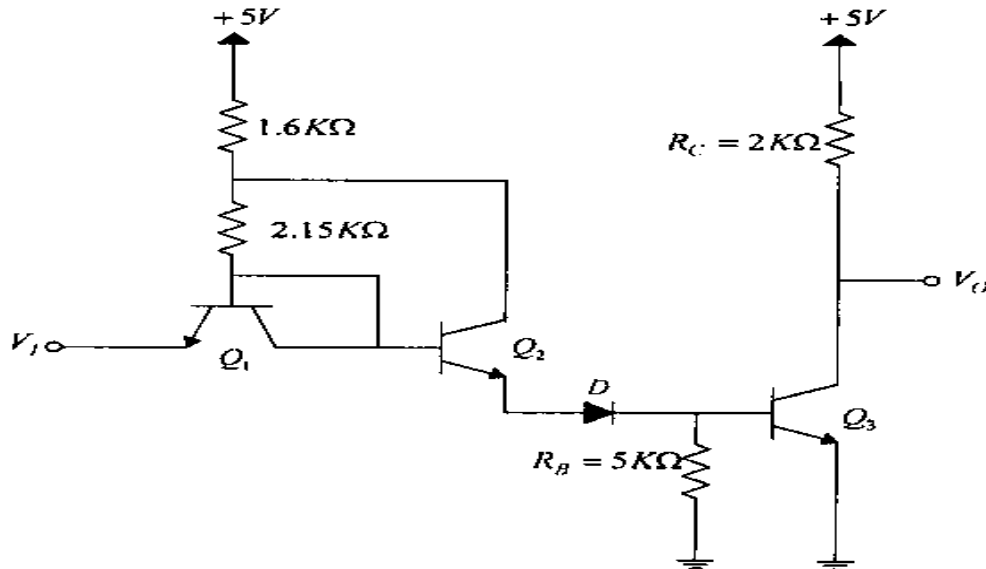 +5V
+5V
1.6KΩ
R_C = 2KΩ
2.15KΩ
V_I
Q_1
Q_2
V_O
D
Q_3
R_B = 5KΩ